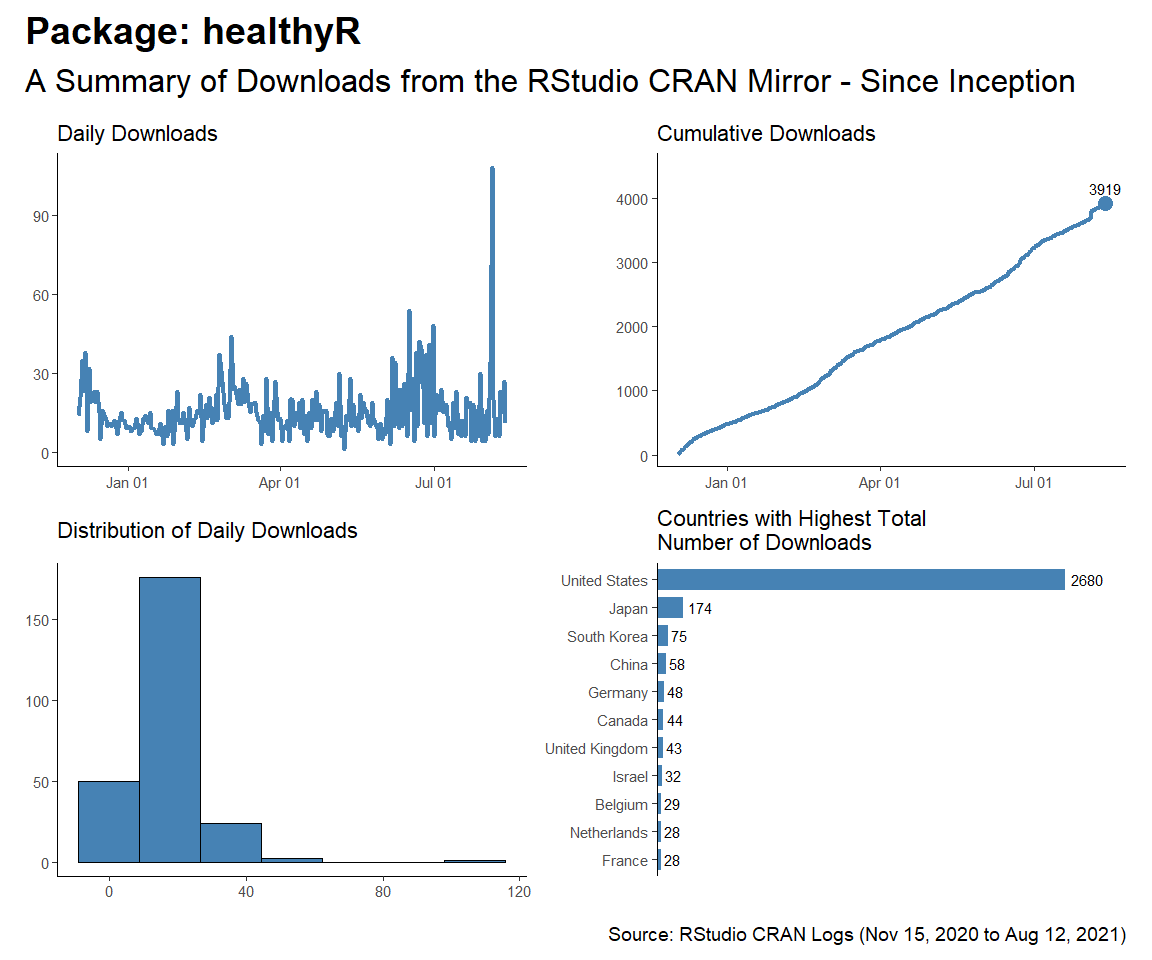 Package: healthyR
A Summary of Downloads from the RStudio CRAN Mirror - Since Inception
Daily Downloads
90
60
30
0
Jan 01
Apr 01
Jul 01
Cumulative Downloads
3919
4000
3000
2000
1000
0
Jan 01
Apr 01
Jul 01
Distribution of Daily Downloads
150
100
50
0
0
40
80
120
Countries with Highest Total
Number of Downloads
United States 2680
Japan 174
South Korea 75
China 58
Germany 48
Canada 44
United Kingdom 43
Israel 32
Belgium 29
Netherlands 28
France 28
Source: RStudio CRAN Logs (Nov 15, 2020 to Aug 12, 2021)